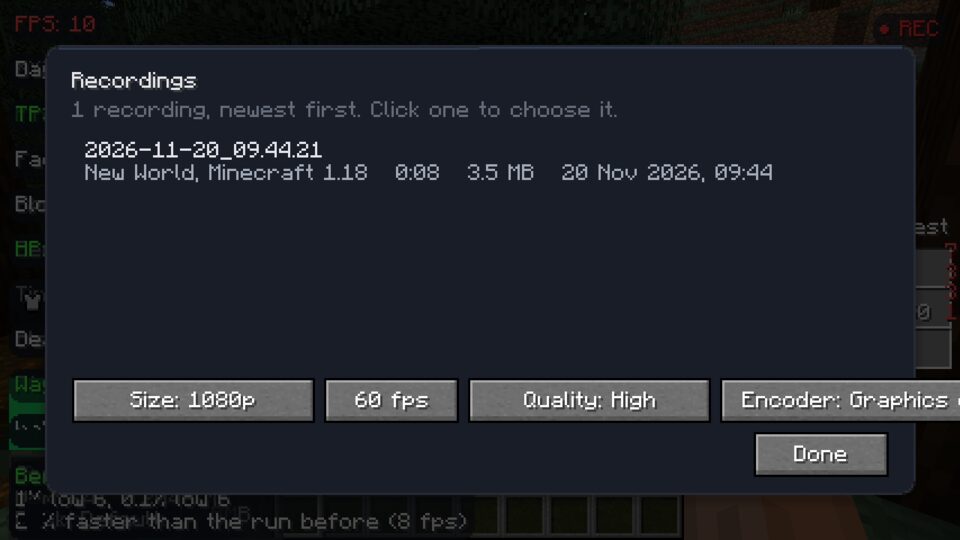 FPS: 10
● REC
Recordings
1 recording, newest first. Click one to choose it.
2026-11-20_09.44.21
New World, Minecraft 1.18 0:08 3.5 MB 20 Nov 2026, 09:44
Size: 1080p
60 fps
Quality: High
Encoder: Graphics
Done
faster than the run before (8 fps)